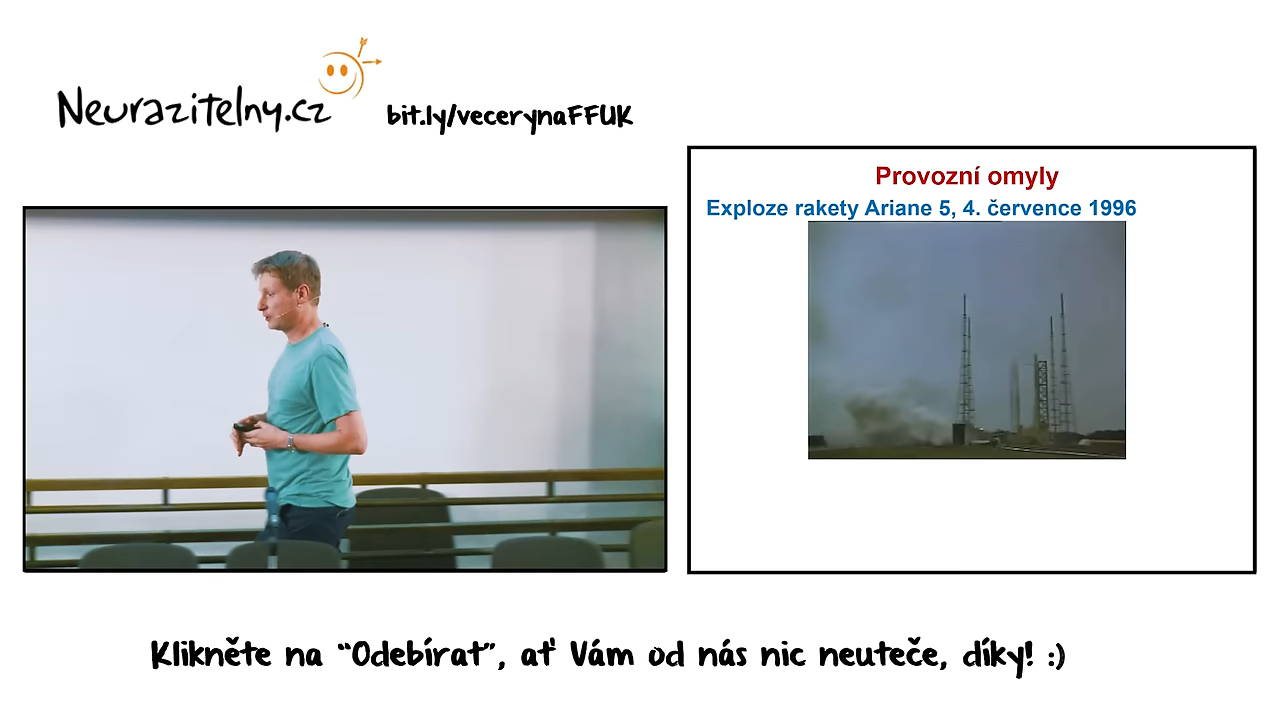 Neurazitelny.cz
bit.ly/vecerynaFFUK
Provozní omyly
Exploze rakety Ariane 5, 4. července 1996
Klikněte na “Odebírat”, ať Vám od nás nic neuteče, díky! :)